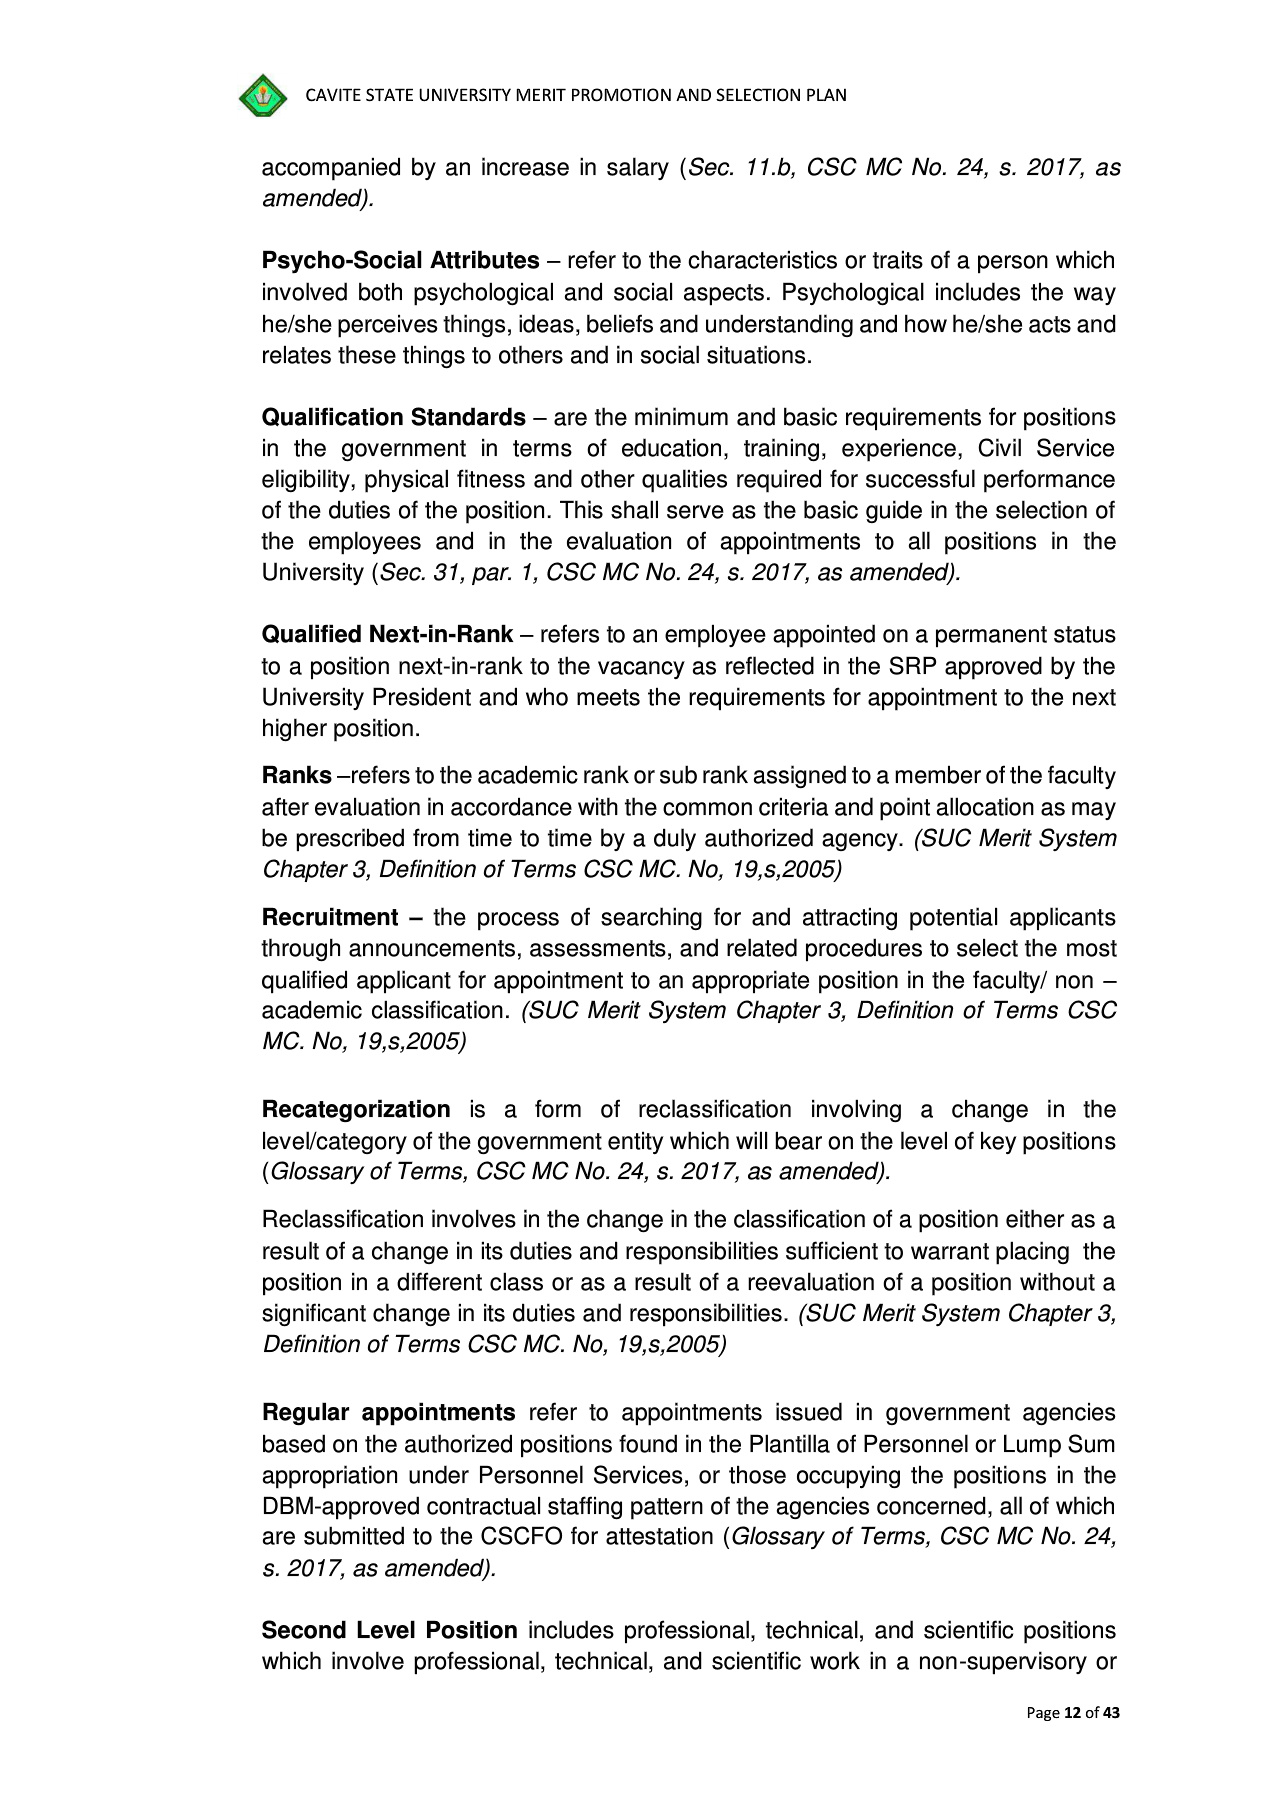 CAVITE STATE UNIVERSITY MERIT PROMOTION AND SELECTION PLAN
accompanied by an increase in salary (Sec. 11.b, CSC MC No. 24, s. 2017, as
amended).
Psycho-Social Attributes – refer to the characteristics or traits of a person which
involved both psychological and social aspects. Psychological includes the way
he/she perceives things, ideas, beliefs and understanding and how he/she acts and
relates these things to others and in social situations.
Qualification Standards – are the minimum and basic requirements for positions
in the government in terms of education, training, experience, Civil Service
eligibility, physical fitness and other qualities required for successful performance
of the duties of the position. This shall serve as the basic guide in the selection of
the employees and in the evaluation of appointments to all positions in the
University (Sec. 31, par. 1, CSC MC No. 24, s. 2017, as amended).
Qualified Next-in-Rank – refers to an employee appointed on a permanent status
to a position next-in-rank to the vacancy as reflected in the SRP approved by the
University President and who meets the requirements for appointment to the next
higher position.
Ranks –refers to the academic rank or sub rank assigned to a member of the faculty
after evaluation in accordance with the common criteria and point allocation as may
be prescribed from time to time by a duly authorized agency. (SUC Merit System
Chapter 3, Definition of Terms CSC MC. No, 19,s,2005)
Recruitment – the process of searching for and attracting potential applicants
through announcements, assessments, and related procedures to select the most
qualified applicant for appointment to an appropriate position in the faculty/ non –
academic classification. (SUC Merit System Chapter 3, Definition of Terms CSC
MC. No, 19,s,2005)
Recategorization is a form of reclassification involving a change in the
level/category of the government entity which will bear on the level of key positions
(Glossary of Terms, CSC MC No. 24, s. 2017, as amended).
Reclassification involves in the change in the classification of a position either as a
result of a change in its duties and responsibilities sufficient to warrant placing the
position in a different class or as a result of a reevaluation of a position without a
significant change in its duties and responsibilities. (SUC Merit System Chapter 3,
Definition of Terms CSC MC. No, 19,s,2005)
Regular appointments refer to appointments issued in government agencies
based on the authorized positions found in the Plantilla of Personnel or Lump Sum
appropriation under Personnel Services, or those occupying the positions in the
DBM-approved contractual staffing pattern of the agencies concerned, all of which
are submitted to the CSCFO for attestation (Glossary of Terms, CSC MC No. 24,
s. 2017, as amended).
Second Level Position includes professional, technical, and scientific positions
which involve professional, technical, and scientific work in a non-supervisory or
Page 12 of 43